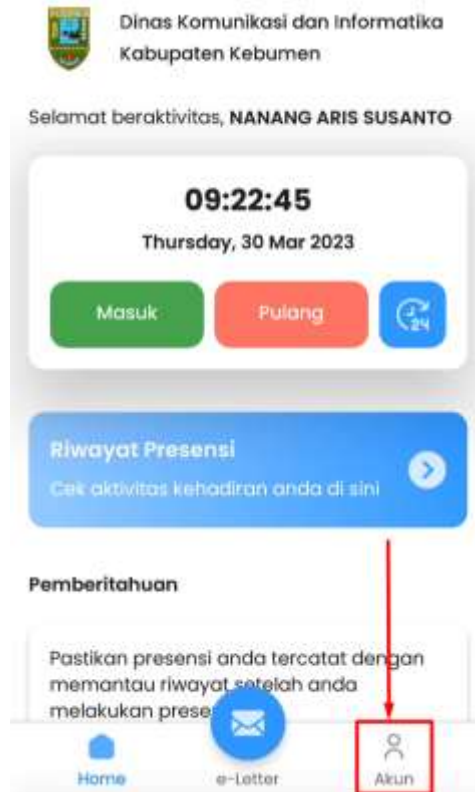 Dinas Komunikasi dan Informatika
Kabupaten Kebumen
Selamat beraktivitas, NANANG ARIS SUSANTO
09:22:45
Thursday, 30 Mar 2023
Masuk
Pulang
24
Riwayat Presensi
Cek aktivitas kehadiran anda di sini
Pemberitahuan
Pastikan presensi anda tercatat dengan
memantau riwayat setelah anda
melakukan
Home
e-Letter
Akun